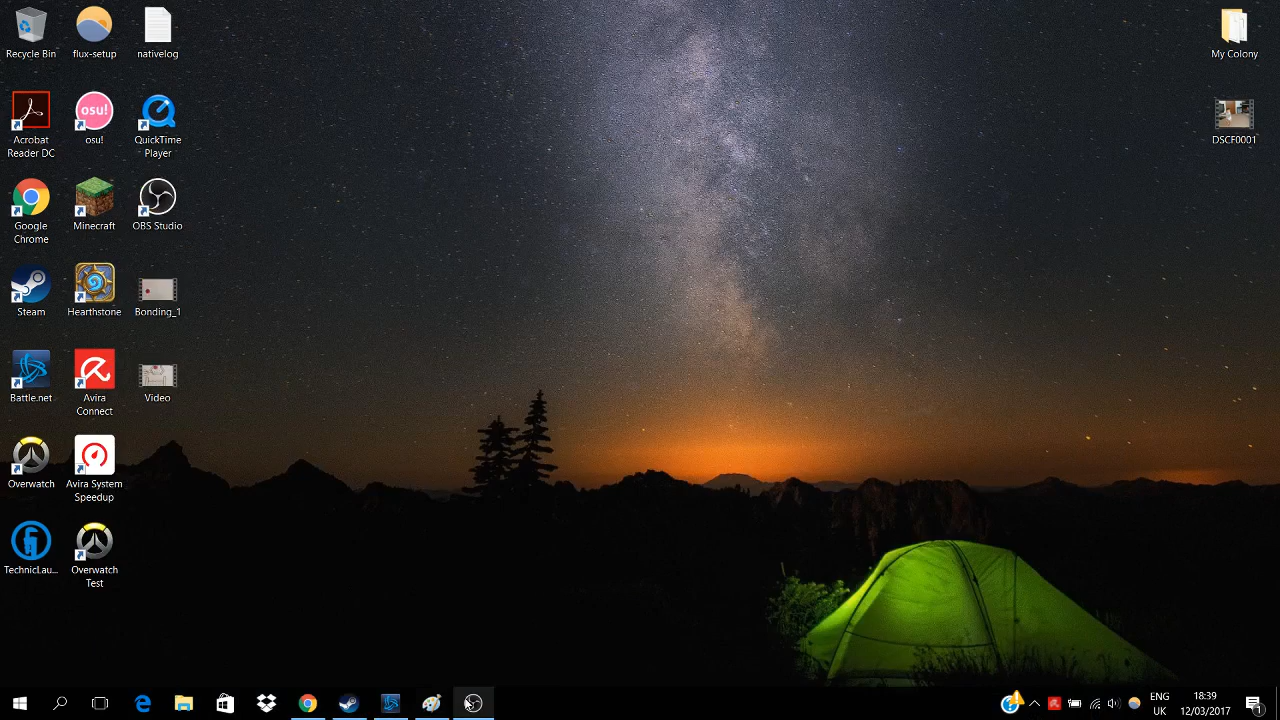 Recycle Bin
flux-setup
nativelog
My Colony
Acrobat
Reader DC
osu!
osu!
QuickTime
Player
DSCF0001
Google
Chrome
Minecraft
OBS Studio
Steam
Hearthstone
Bonding_1
Battle.net
Avira
Connect
Video
Overwatch
Avira System
Speedup
TechnicLau...
Overwatch
Test
ENG
UK
18:39
12/03/2017
1